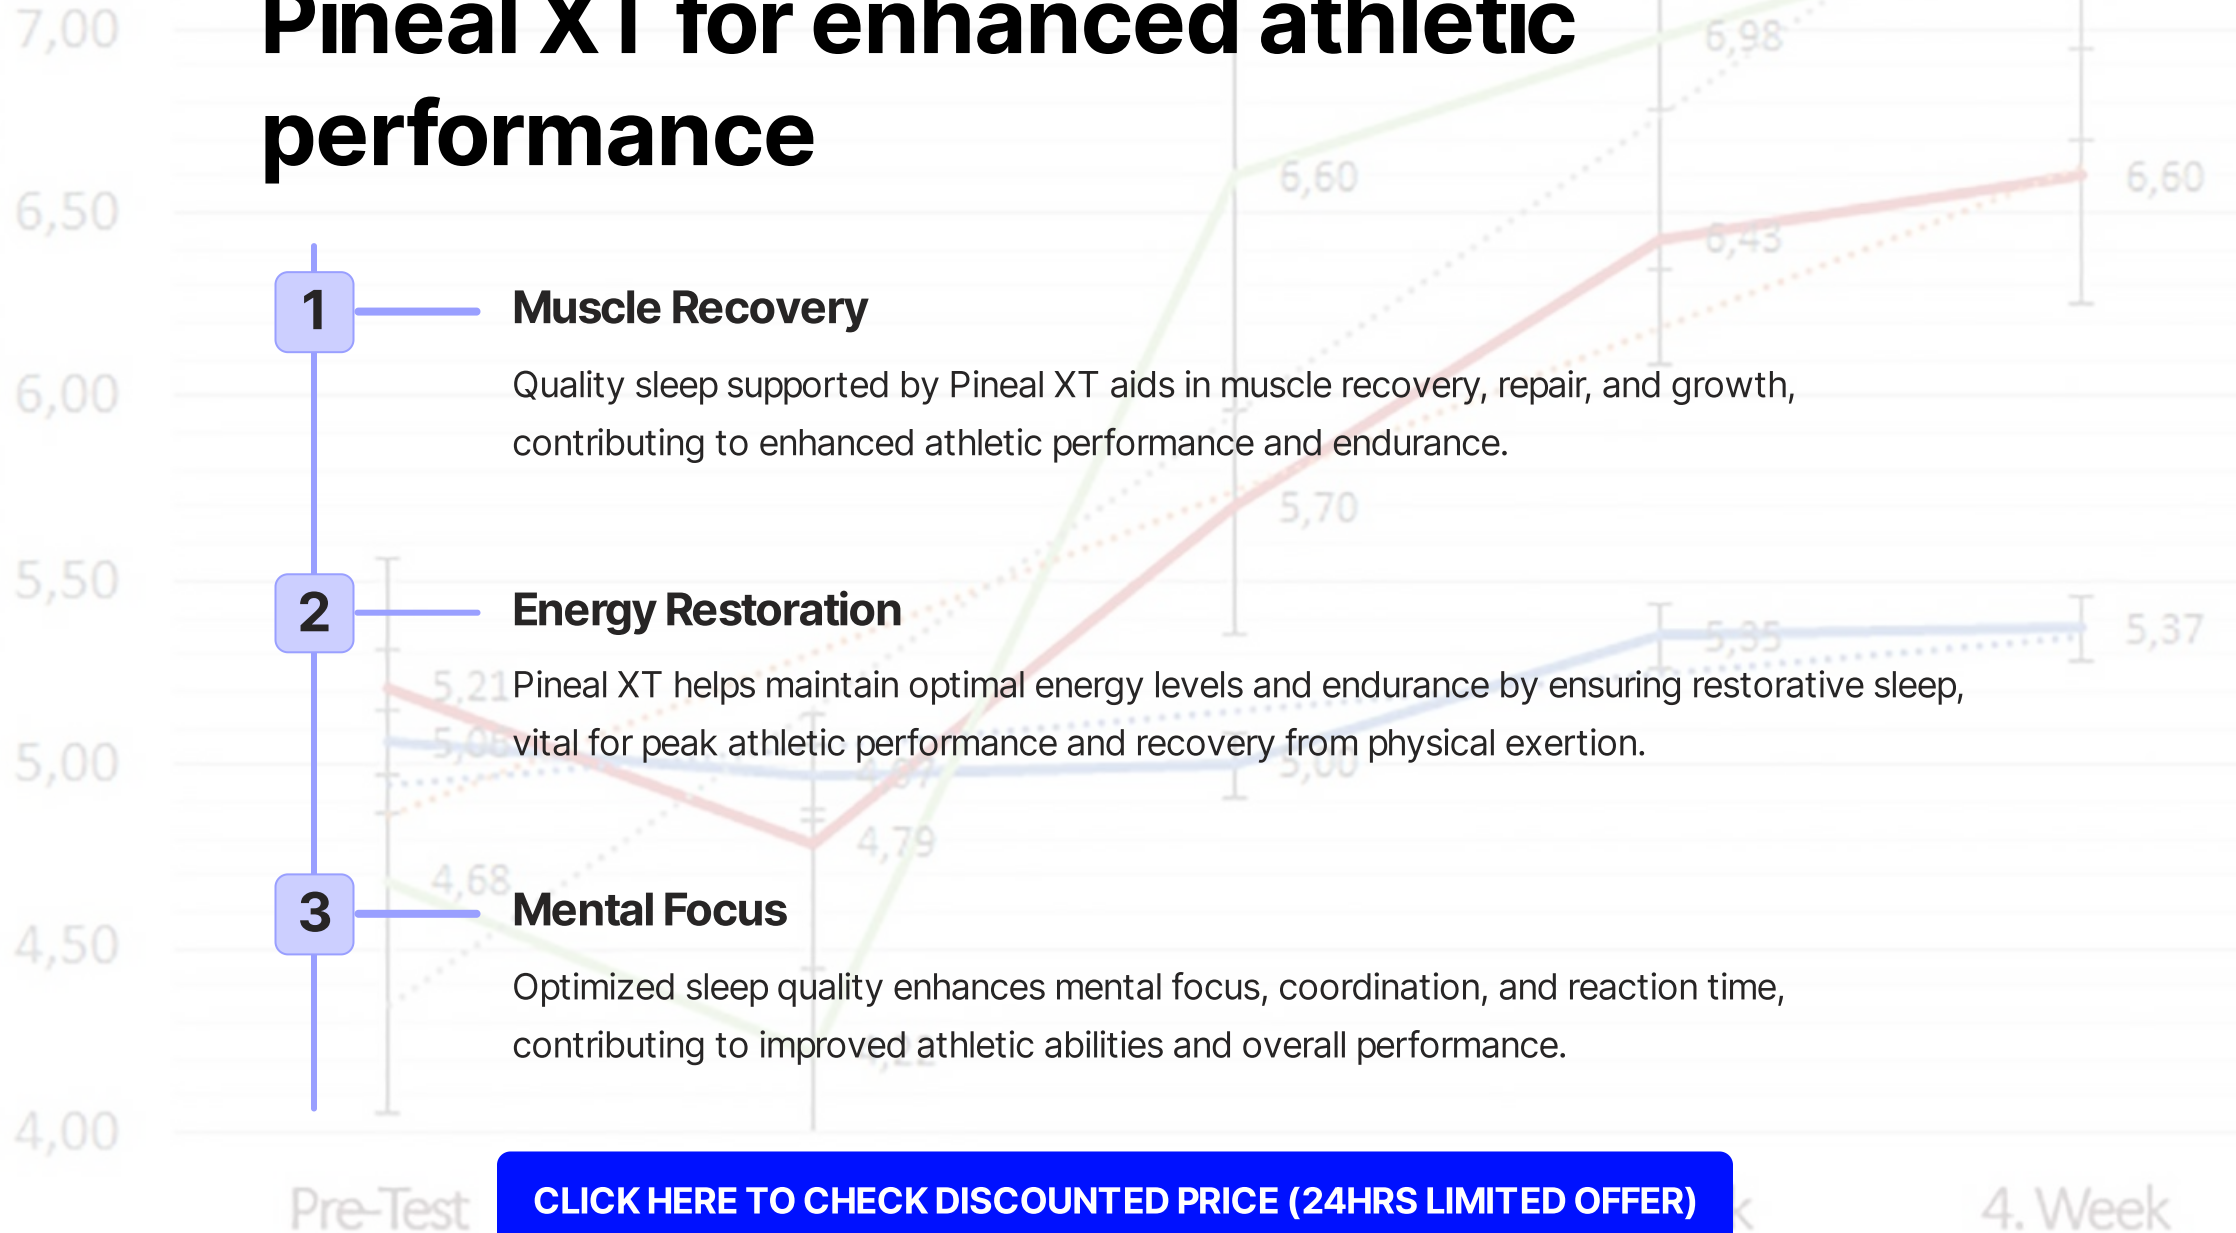 Pineal XT for enhanced athletic
performance
7,00
6,98
6,60
6,60
6,50
6,43
1
Muscle Recovery
6,00
Quality sleep supported by Pineal XT aids in muscle recovery, repair, and growth,
contributing to enhanced athletic performance and endurance.
5,70
5,50
2
Energy Restoration
5,35
5,37
5,21
Pineal XT helps maintain optimal energy levels and endurance by ensuring restorative sleep,
vital for peak athletic performance and recovery from physical exertion.
5,00
5,00
4,79
4,68
3
Mental Focus
4,50
Optimized sleep quality enhances mental focus, coordination, and reaction time,
contributing to improved athletic abilities and overall performance.
4,22
4,00
Pre-Test
CLICK HERE TO CHECK DISCOUNTED PRICE (24HRS LIMITED OFFER)
k
4. Week